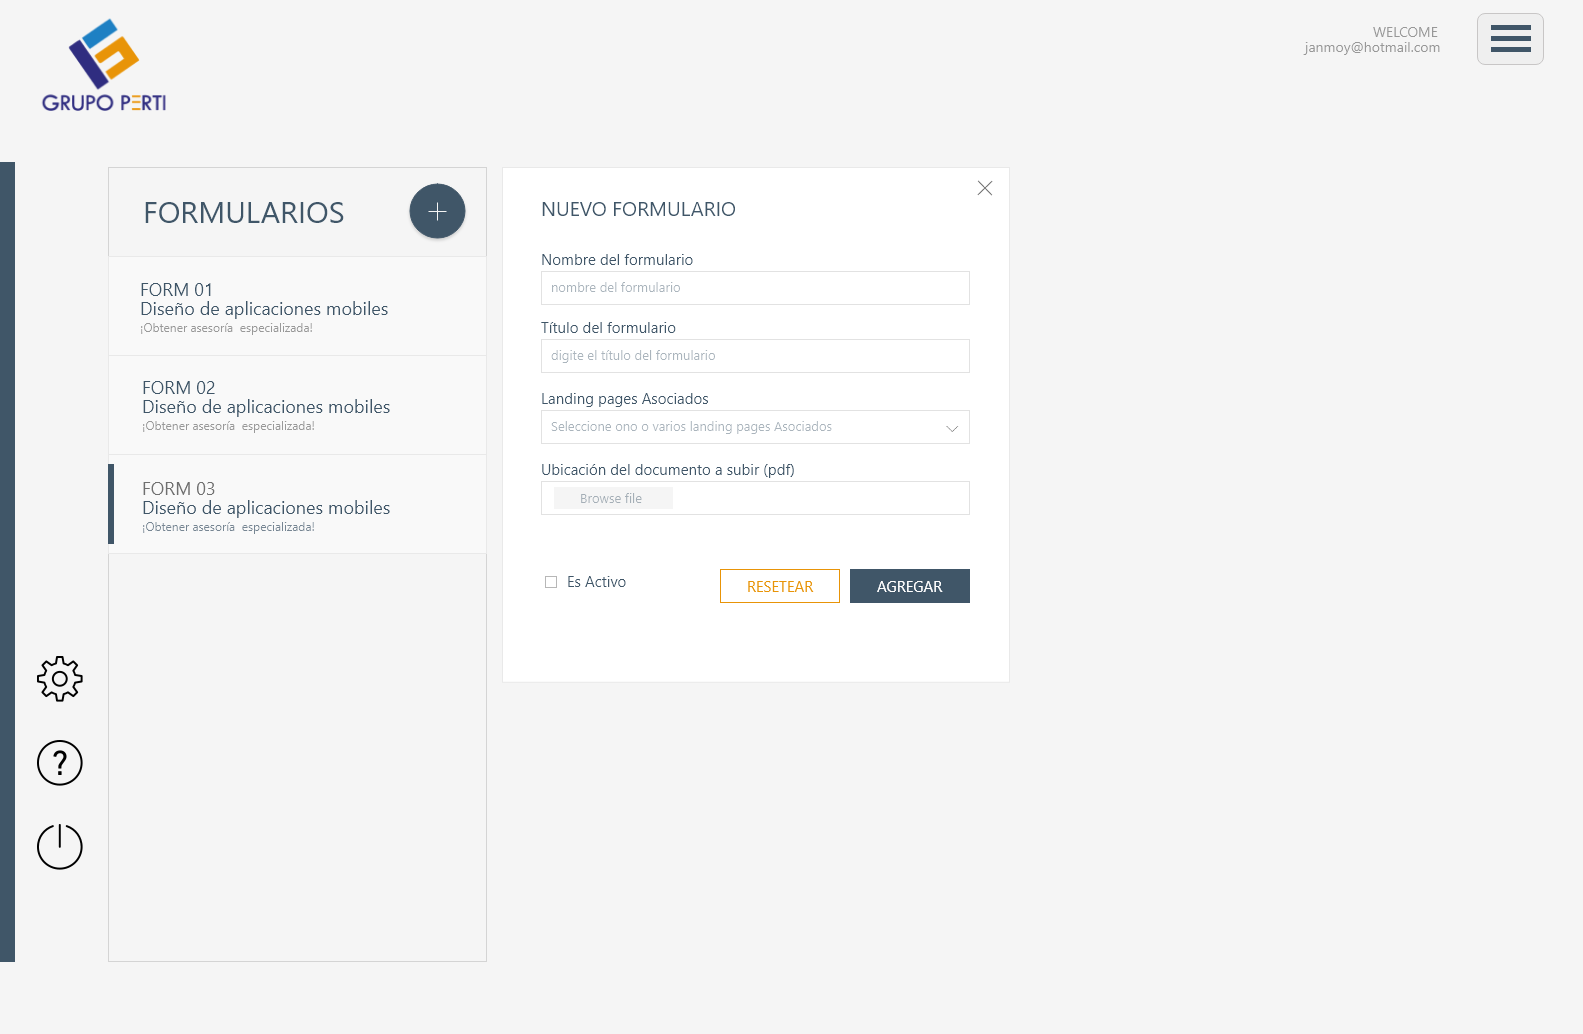 GRUPO PERTI
WELCOME
janmoy@hotmail.com
FORMULARIOS
FORM 01
Diseño de aplicaciones mobiles
¡Obtener asesoría  especializada!
FORM 02
Diseño de aplicaciones mobiles
¡Obtener asesoría  especializada!
FORM 03
Diseño de aplicaciones mobiles
¡Obtener asesoría  especializada!
NUEVO FORMULARIO
Nombre del formulario
nombre del formulario
Título del formulario
digite el título del formulario
Landing pages Asociados
Seleccione ono o varios landing pages Asociados
Ubicación del documento a subir (pdf)
Browse file
Es Activo
RESETEAR
AGREGAR